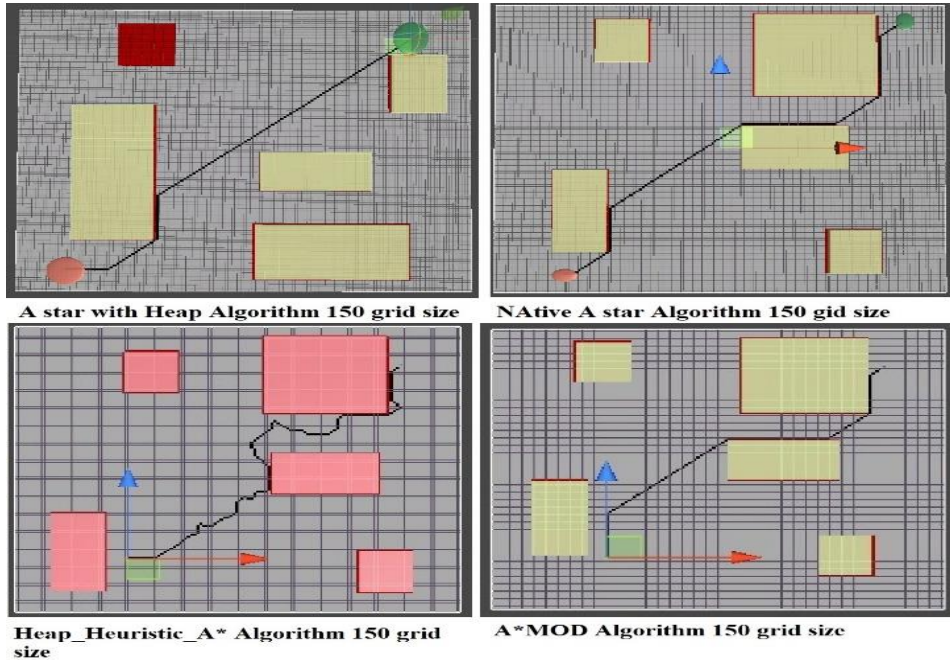 A star with Heap Algorithm 150 grid size
NAtive A star Algorithm 150 gid size
Heap_Heuristic_A* Algorithm 150 grid
size
A*MOD Algorithm 150 grid size